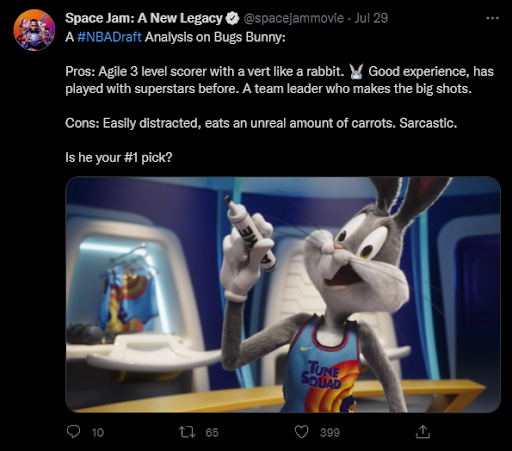 Space Jam: A New Legacy @spacejammovie · Jul 29
A #NBADraft Analysis on Bugs Bunny:
Pros: Agile 3 level scorer with a vert like a rabbit. 🐰 Good experience, has
played with superstars before. A team leader who makes the big shots.
Cons: Easily distracted, eats an unreal amount of carrots. Sarcastic.
Is he your #1 pick?
TUNE
SQUAD
10 65 399